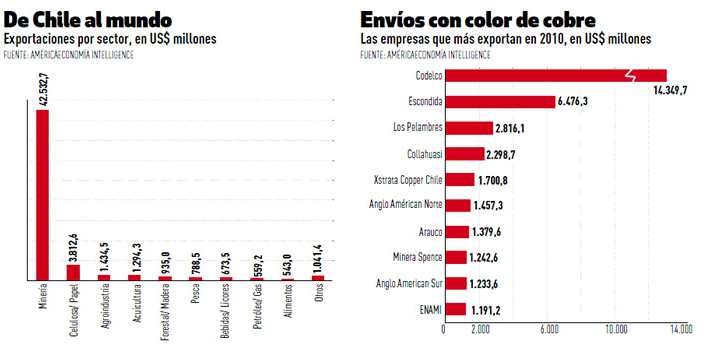 De Chile al mundo
Exportaciones por sector, en US$ millones
FUENTE: AMÉRICAECONOMÍA INTELLIGENCE
42.532,7
3.812,6
1.434,5
1.294,3
935,0
788,5
673,5
559,2
543,0
1.041,4
Minería
Celulosa/ Papel
Agroindustria
Acuicultura
Forestal/ Madera
Pesca
Bebidas/ Licores
Petróleo/ Gas
Alimentos
Otros
Envíos con color de cobre
Las empresas que más exportan en 2010, en US$ millones
FUENTE: AMÉRICAECONOMÍA INTELLIGENCE
Codelco
14.349,7
Escondida 6.476,3
Los Pelambres 2.816,1
Collahuasi 2.298,7
Xstrata Copper Chile 1.700,8
Anglo Américan Norte 1.457,3
Arauco 1.379,6
Minera Spence 1.242,6
Anglo American Sur 1.233,6
ENAMI 1.191,2
0 2.000 6.000 10.000 14.000